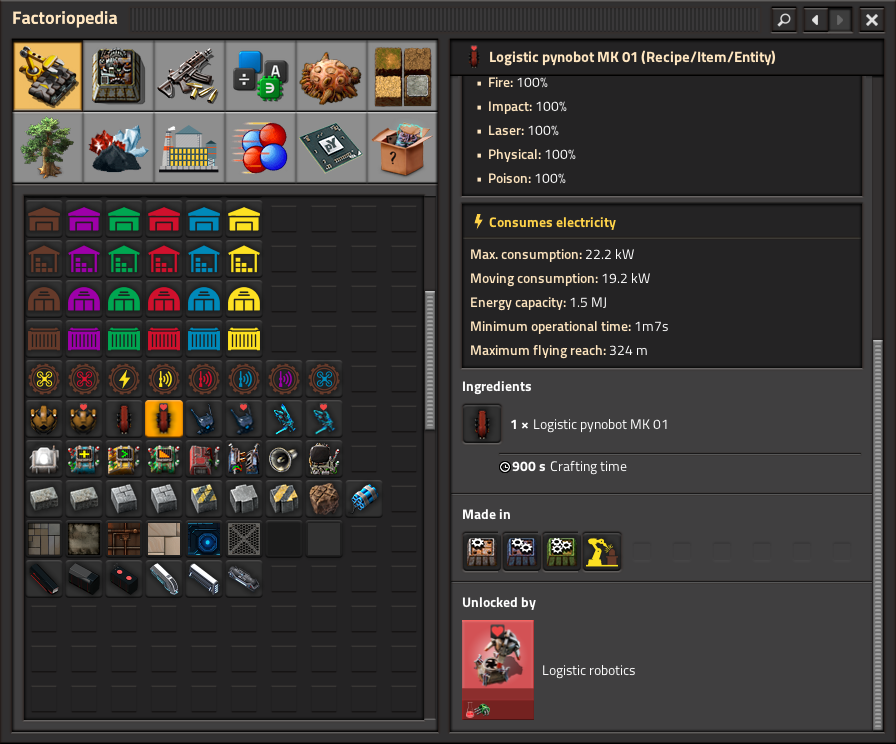 Factoriopedia
Logistic pynobot MK 01 (Recipe/Item/Entity)
Fire: 100%
Impact: 100%
Laser: 100%
Physical: 100%
Poison: 100%
Consumes electricity
Max. consumption: 22.2 kW
Moving consumption: 19.2 kW
Energy capacity: 1.5 MJ
Minimum operational time: 1m7s
Maximum flying reach: 324 m
Ingredients
1 × Logistic pynobot MK 01
900 s Crafting time
Made in
Unlocked by
Logistic robotics